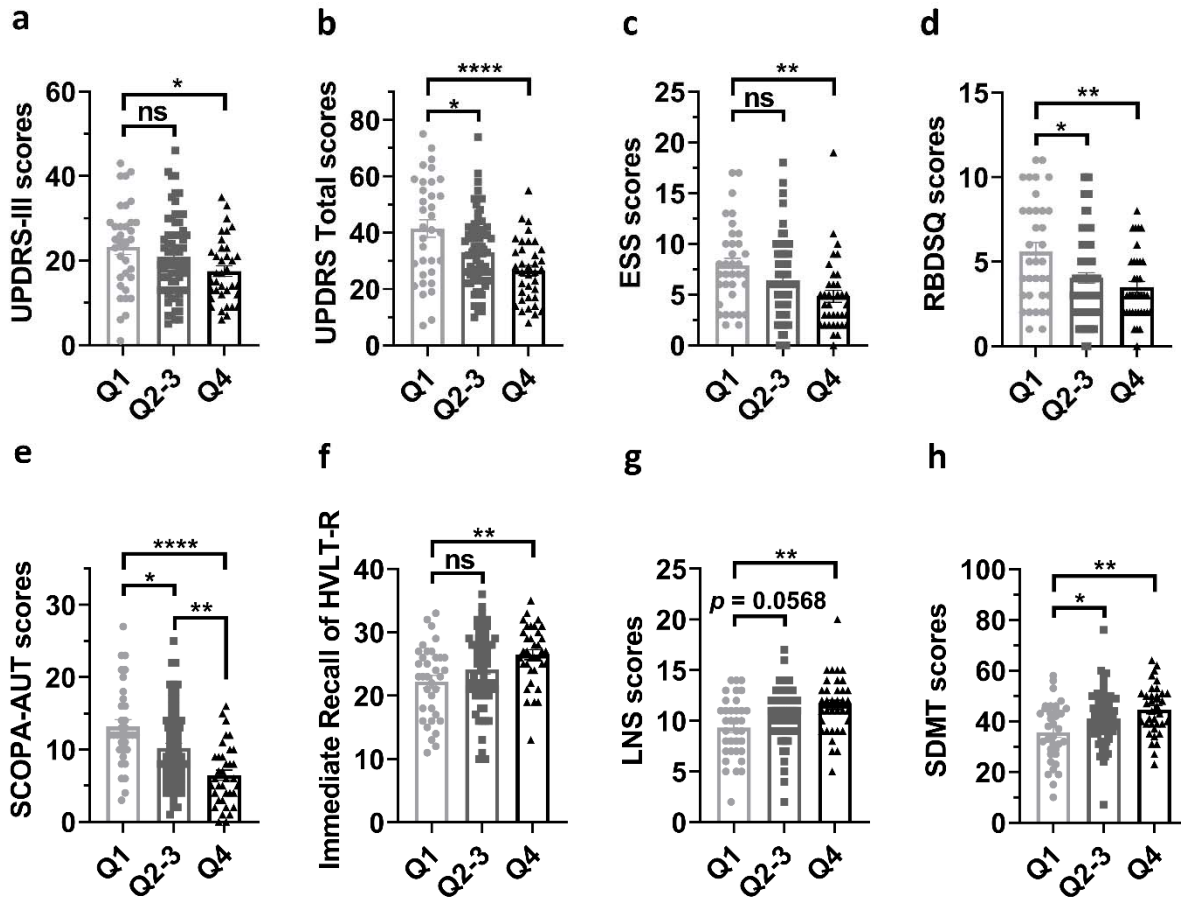 a
UPDRS-III scores
60
40
20
0
*
ns
Q1
Q2-3
Q4
b
UPDRS Total scores
100
80
60
40
20
0
****
*
Q1
Q2-3
Q4
c
ESS scores
25
20
15
10
5
0
**
ns
Q1
Q2-3
Q4
d
RBDSQ scores
15
10
5
0
**
*
Q1
Q2-3
Q4
e
SCOPA-AUT scores
30
20
10
0
****
*
**
Q1
Q2-3
Q4
f
Immediate Recall of HVLT-R
40
30
20
10
0
**
ns
Q1
Q2-3
Q4
g
LNS scores
25
20
15
10
5
0
**
p = 0.0568
Q1
Q2-3
Q4
h
SDMT scores
100
80
60
40
20
0
**
*
Q1
Q2-3
Q4